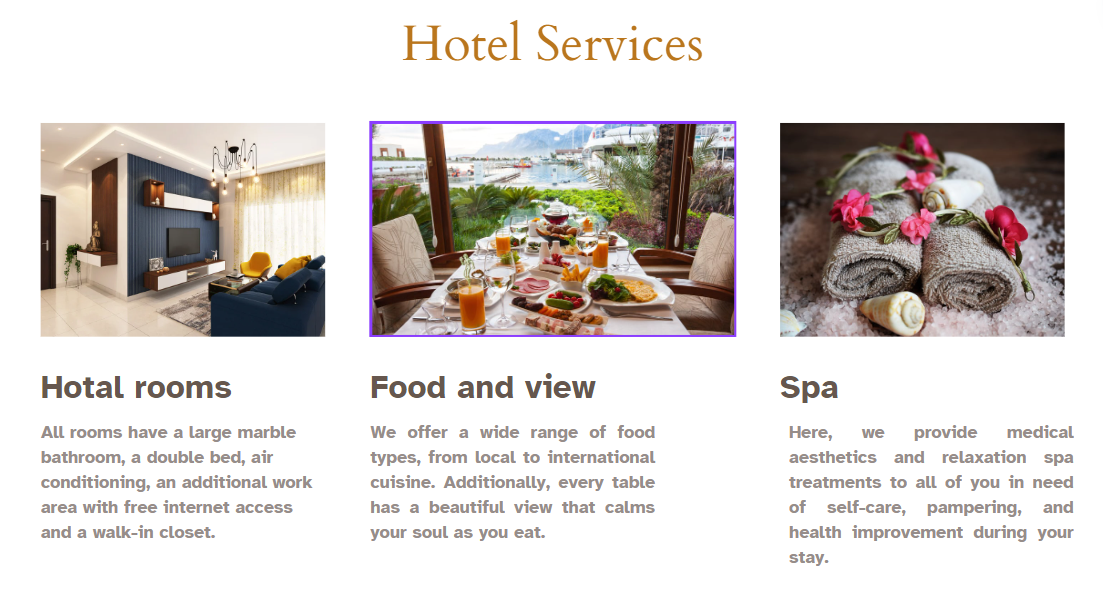 Hotel Services
Hotal rooms
All rooms have a large marble
bathroom, a double bed, air
conditioning, an additional work
area with free internet access
and a walk-in closet.
Food and view
We offer a wide range of food
types, from local to international
cuisine. Additionally, every table
has a beautiful view that calms
your soul as you eat.
Spa
Here, we provide medical
aesthetics and relaxation spa
treatments to all of you in need
of self-care, pampering, and
health improvement during your
stay.